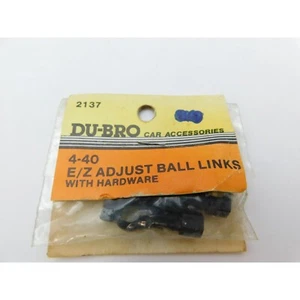 2137
DU-BRO CAR ACCESSORIES
4-40
E/Z ADJUST BALL LINKS
WITH HARDWARE